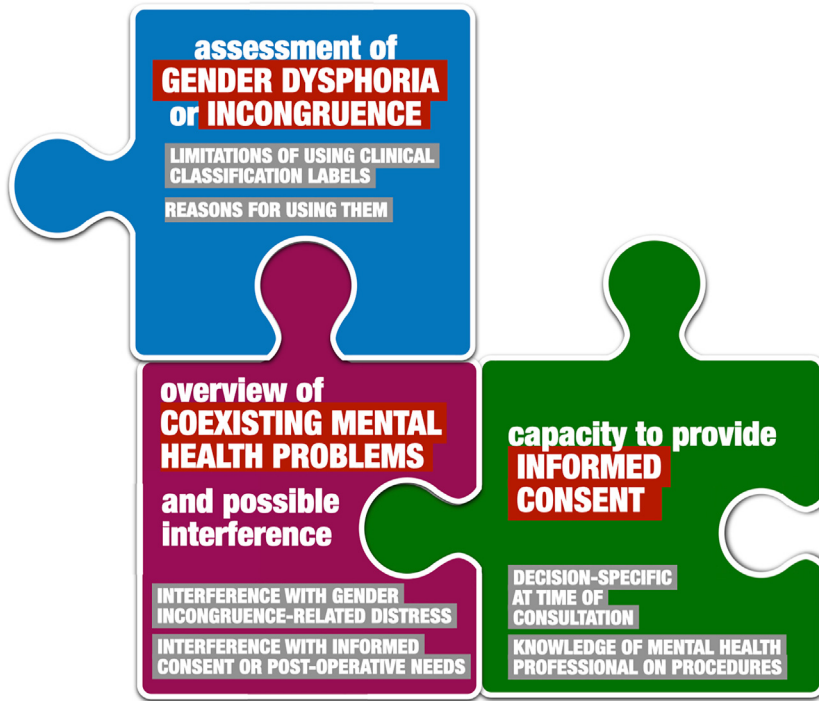 assessment of
GENDER DYSPHORIA
or INCONGRUENCE
LIMITATIONS OF USING CLINICAL
CLASSIFICATION LABELS
REASONS FOR USING THEM
overview of
COEXISTING MENTAL
HEALTH PROBLEMS
and possible
interference
INTERFERENCE WITH GENDER
INCONGRUENCE-RELATED DISTRESS
INTERFERENCE WITH INFORMED
CONSENT OR POST-OPERATIVE NEEDS
capacity to provide
INFORMED
CONSENT
DECISION-SPECIFIC
AT TIME OF
CONSULTATION
KNOWLEDGE OF MENTAL HEALTH
PROFESSIONAL ON PROCEDURES